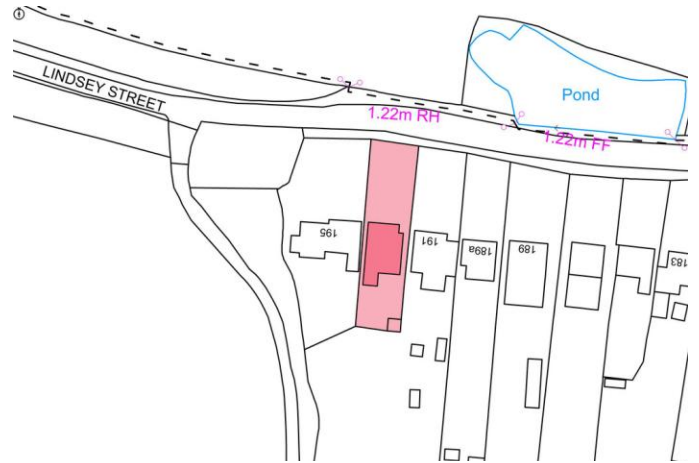 LINDSEY STREET
1.22m RH
Pond
1.22m FF
195
191
189a
189
183